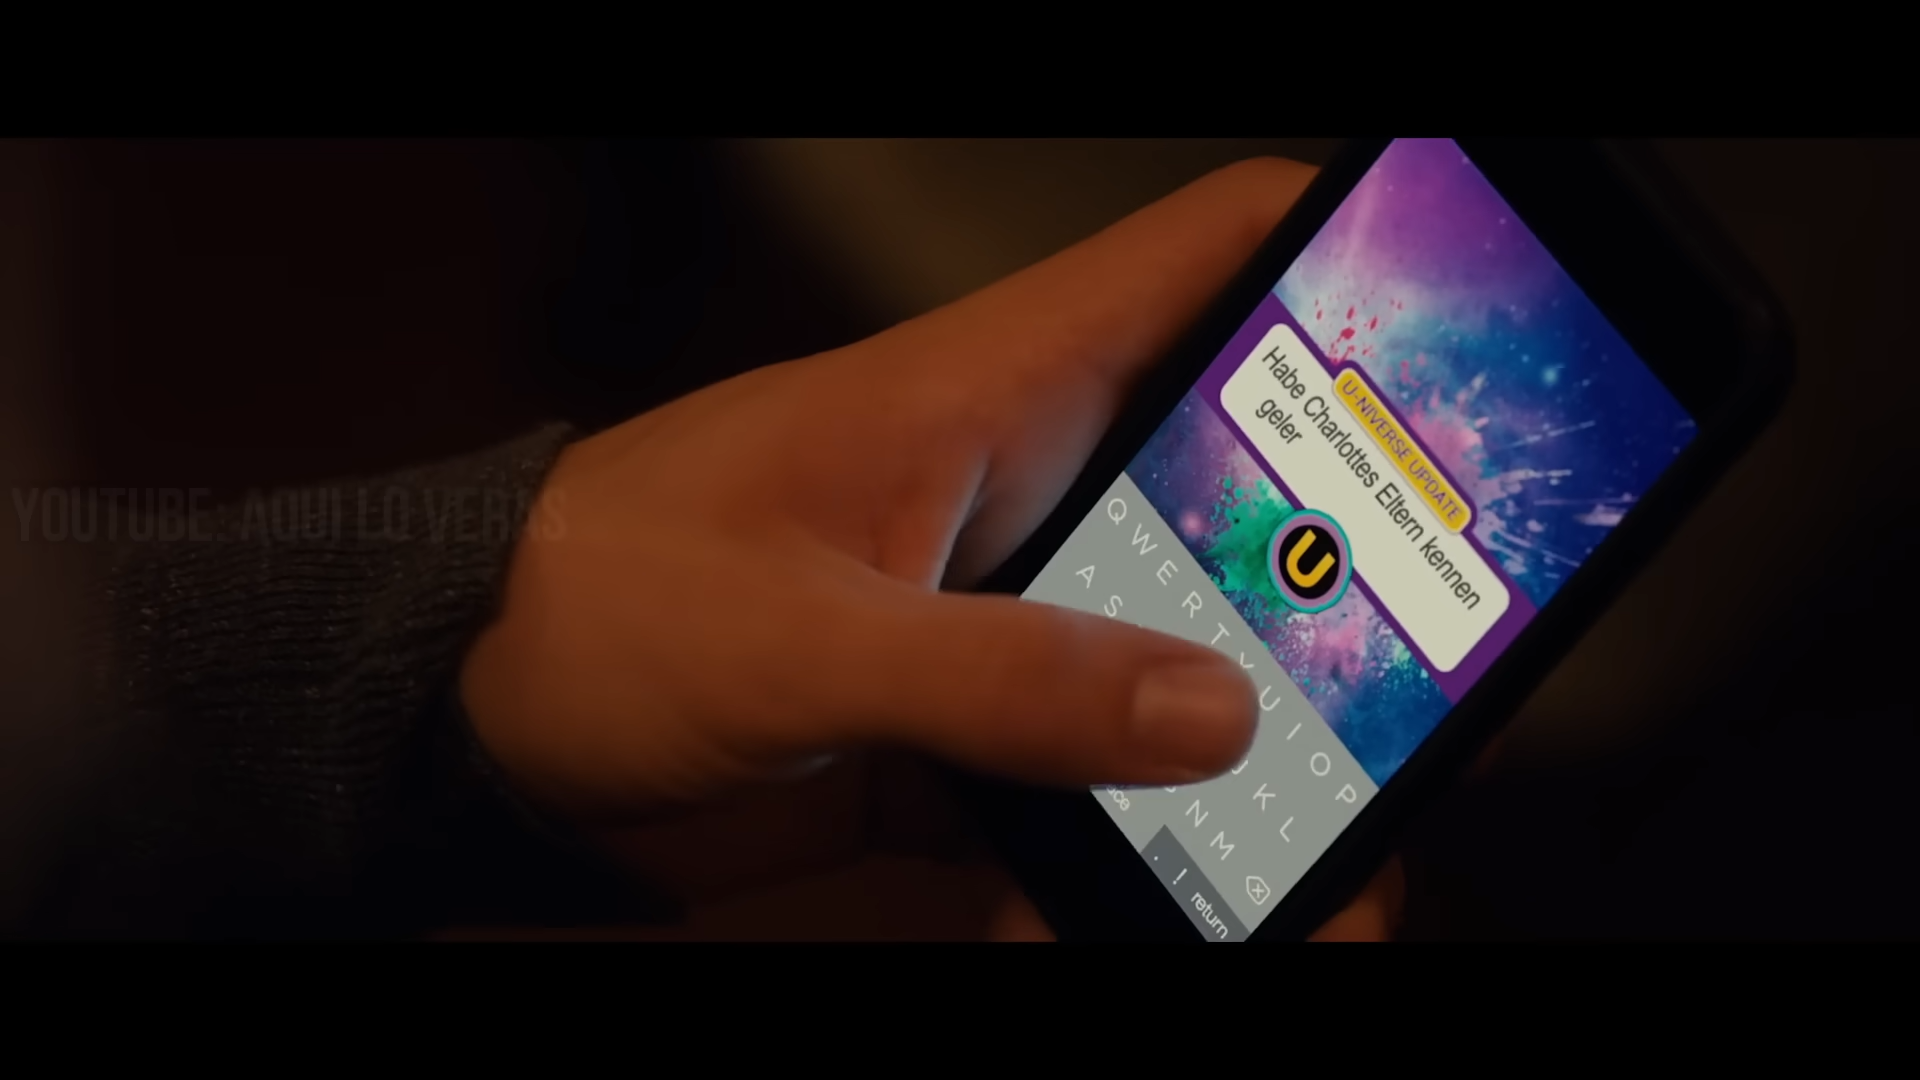 YOUTUBE: AQUI LO VERAS
U-NIVERSE UPDATE
Habe Charlottes Eltern kennen
geler
U
Q W E R T Y U I O P
A S J K L
N M
. ! return